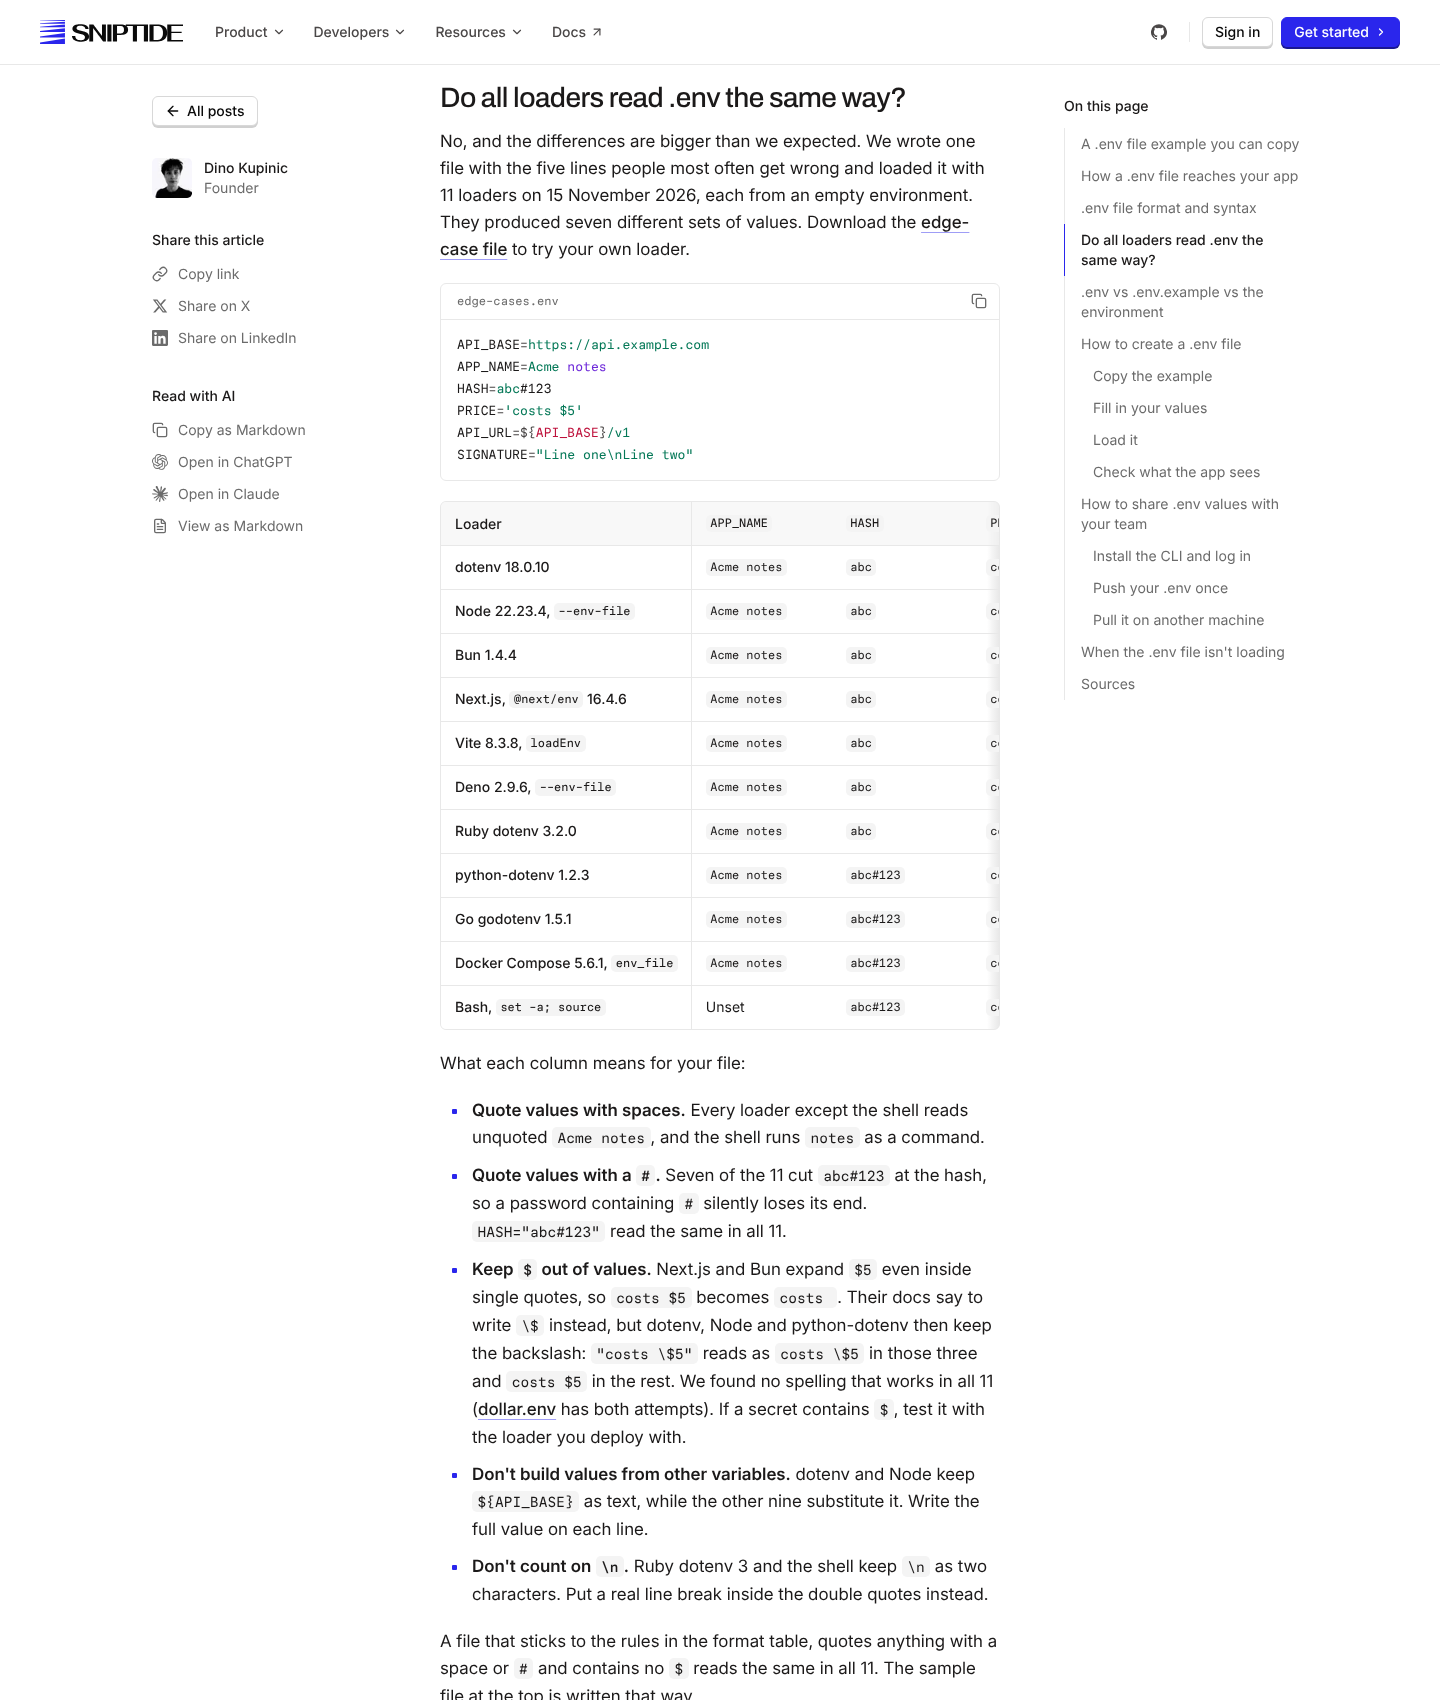 SNIPTIDE
Product
Developers
Resources
Docs
Sign in
Get started
All posts
Dino Kupinic
Founder
Share this article
Copy link
Share on X
Share on LinkedIn
Read with AI
Copy as Markdown
Open in ChatGPT
Open in Claude
View as Markdown
Do all loaders read .env the same way?
No, and the differences are bigger than we expected. We wrote one
file with the five lines people most often get wrong and loaded it with
11 loaders on 15 November 2026, each from an empty environment.
They produced seven different sets of values. Download the edge-
case file to try your own loader.
edge-cases.env
API_BASE=https://api.example.com
APP_NAME=Acme notes
HASH=abc#123
PRICE='costs $5'
API_URL=${API_BASE}/v1
SIGNATURE="Line one\nLine two"
Loader APP_NAME HASH
dotenv 18.0.10 Acme notes abc
Node 22.23.4, --env-file Acme notes abc
Bun 1.4.4 Acme notes abc
Next.js, @next/env 16.4.6 Acme notes abc
Vite 8.3.8, loadEnv Acme notes abc
Deno 2.9.6, --env-file Acme notes abc
Ruby dotenv 3.2.0 Acme notes abc
python-dotenv 1.2.3 Acme notes abc#123
Go godotenv 1.5.1 Acme notes abc#123
Docker Compose 5.6.1, env_file Acme notes abc#123
Bash, set -a; source Unset abc#123
What each column means for your file:
Quote values with spaces. Every loader except the shell reads
unquoted Acme notes, and the shell runs notes as a command.
Quote values with a #. Seven of the 11 cut abc#123 at the hash,
so a password containing # silently loses its end.
HASH="abc#123" read the same in all 11.
Keep $ out of values. Next.js and Bun expand $5 even inside
single quotes, so costs $5 becomes costs . Their docs say to
write \$ instead, but dotenv, Node and python-dotenv then keep
the backslash: "costs \$5" reads as costs \$5 in those three
and costs $5 in the rest. We found no spelling that works in all 11
(dollar.env has both attempts). If a secret contains $, test it with
the loader you deploy with.
Don't build values from other variables. dotenv and Node keep
${API_BASE} as text, while the other nine substitute it. Write the
full value on each line.
Don't count on \n. Ruby dotenv 3 and the shell keep \n as two
characters. Put a real line break inside the double quotes instead.
A file that sticks to the rules in the format table, quotes anything with a
space or # and contains no $ reads the same in all 11. The sample
file at the top is written that way.
On this page
A .env file example you can copy
How a .env file reaches your app
.env file format and syntax
Do all loaders read .env the
same way?
.env vs .env.example vs the
environment
How to create a .env file
Copy the example
Fill in your values
Load it
Check what the app sees
How to share .env values with
your team
Install the CLI and log in
Push your .env once
Pull it on another machine
When the .env file isn't loading
Sources